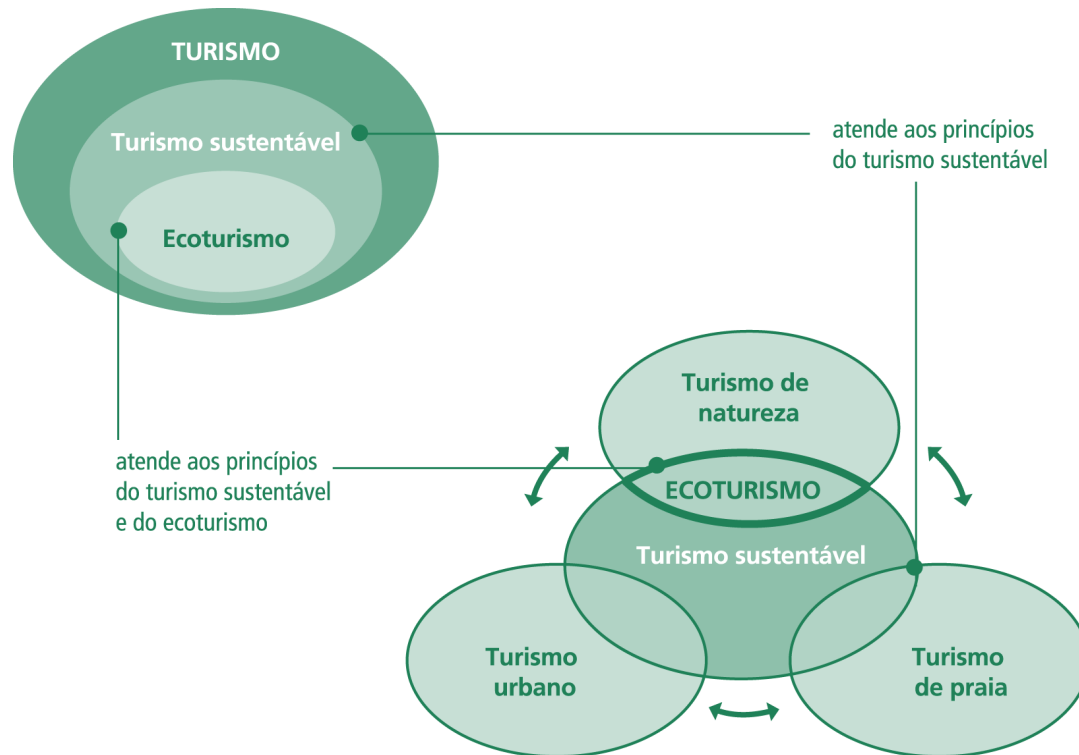 TURISMO
Turismo sustentável
Ecoturismo
atende aos princípios
do turismo sustentável
atende aos princípios
do turismo sustentável
e do ecoturismo
Turismo de
natureza
ECOTURISMO
Turismo sustentável
Turismo
urbano
Turismo
de praia